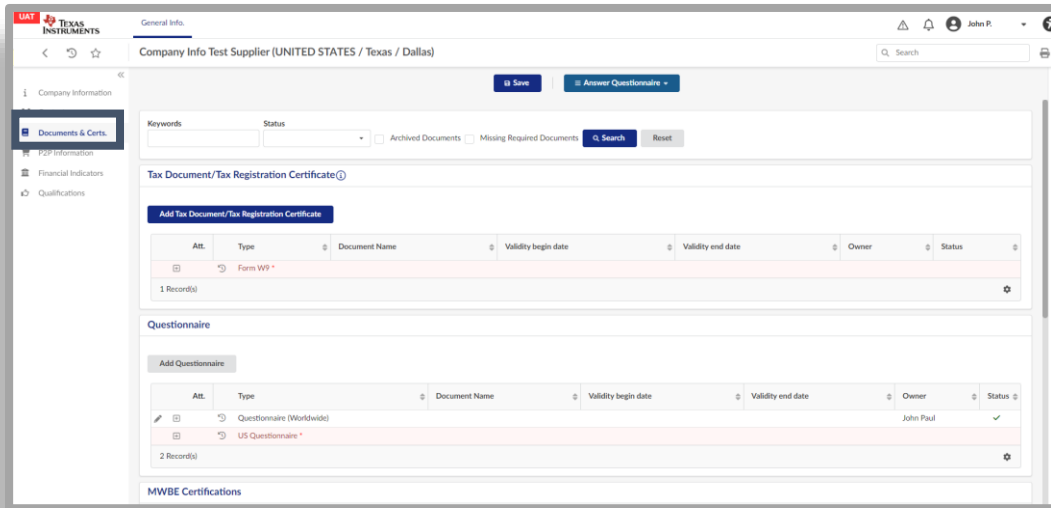 UAT
TEXAS INSTRUMENTS
General Info.
John P.
Company Info Test Supplier (UNITED STATES / Texas / Dallas)
Search
Company Information
Save
Answer Questionnaire
Documents & Certs.
P2P Information
Financial Indicators
Qualifications
Keywords
Status
Archived Documents
Missing Required Documents
Search
Reset
Tax Document/Tax Registration Certificate
Add Tax Document/Tax Registration Certificate
Att. Type Document Name Validity begin date Validity end date Owner Status
Form W9 *
1 Record(s)
Questionnaire
Add Questionnaire
Att. Type Document Name Validity begin date Validity end date Owner Status
Questionnaire (Worldwide) John Paul
US Questionnaire *
2 Record(s)
MWBE Certifications